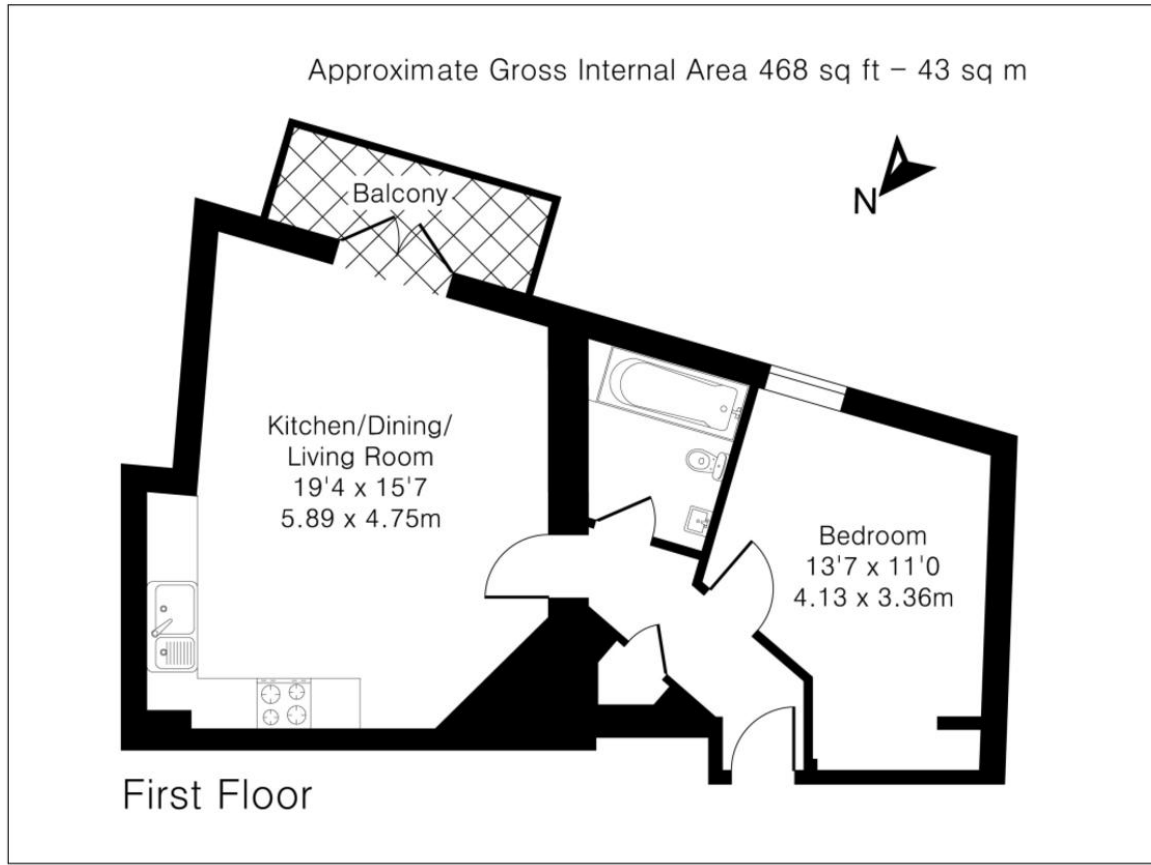 Approximate Gross Internal Area 468 sq ft – 43 sq m
N
Balcony
Kitchen/Dining/
Living Room
19'4 x 15'7
5.89 x 4.75m
Bedroom
13'7 x 11'0
4.13 x 3.36m
First Floor